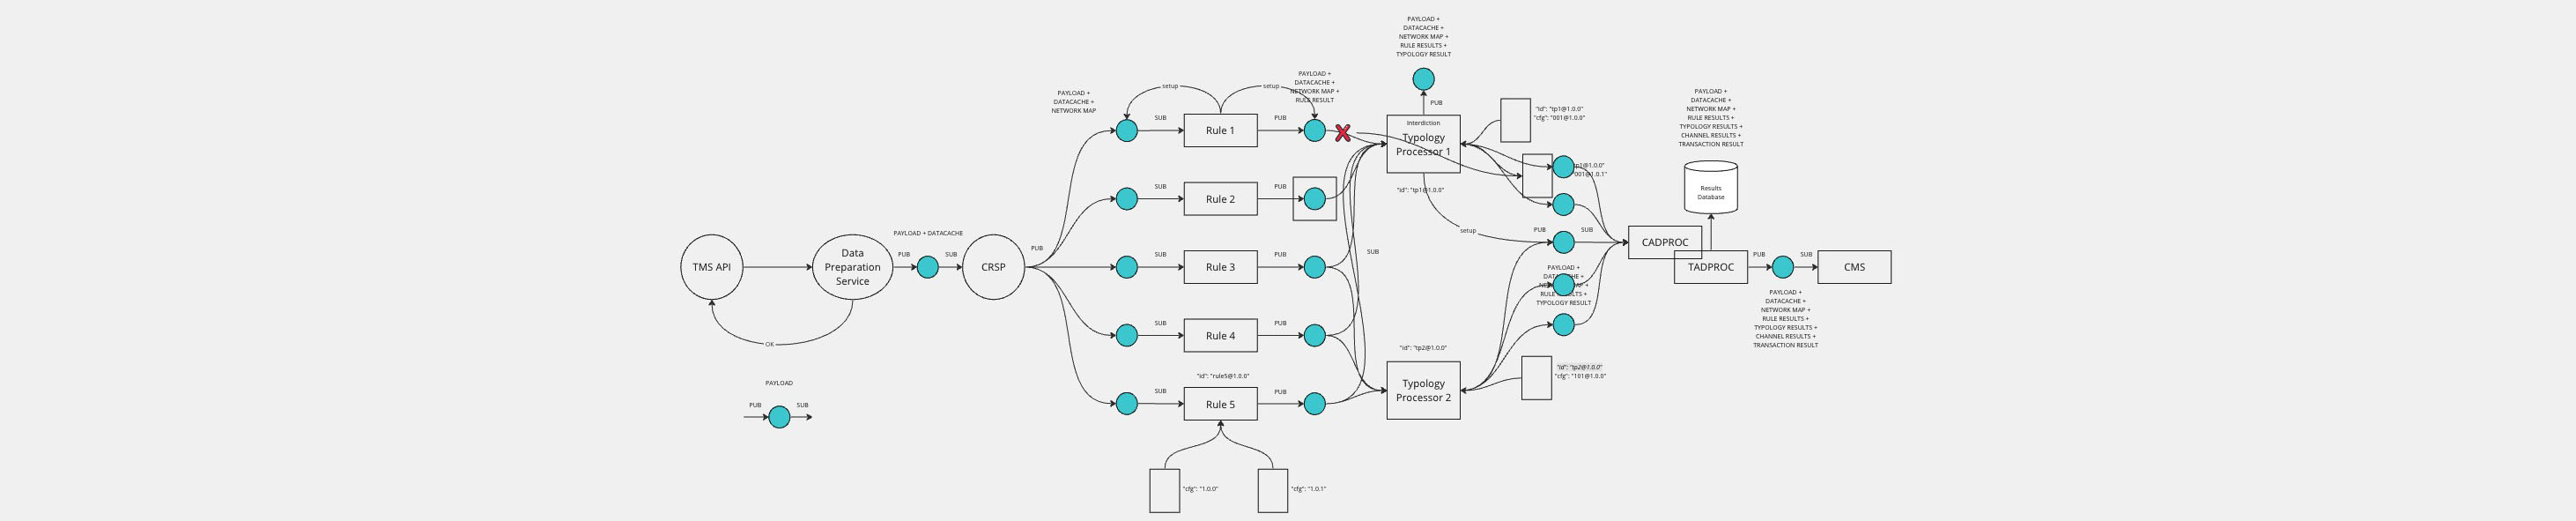 PAYLOAD +
DATACACHE +
NETWORK MAP +
RULE RESULTS +
TYPOLOGY RESULT
PUB
PAYLOAD +
DATACACHE +
NETWORK MAP
setup
setup
PAYLOAD +
DATACACHE +
NETWORK MAP +
RULE RESULT
SUB
Rule 1
PUB
Interdiction
Typology
Processor 1
"id": "tp1@1.0.0"
"id": "tp1@1.0.0"
"cfg": "001@1.0.0"
"001@1.0.1"
PAYLOAD +
DATACACHE +
NETWORK MAP +
RULE RESULTS +
TYPOLOGY RESULTS +
CHANNEL RESULTS +
TRANSACTION RESULT
Results
Database
SUB
Rule 2
PUB
setup
PUB
SUB
CADPROC
TADPROC
PUB
SUB
CMS
PAYLOAD +
DATACACHE +
NETWORK MAP +
RULE RESULTS +
TYPOLOGY RESULTS +
CHANNEL RESULTS +
TRANSACTION RESULT
TMS API
Data
Preparation
Service
OK
PAYLOAD + DATACACHE
PUB
SUB
CRSP
PUB
SUB
Rule 3
PUB
SUB
PAYLOAD +
DATACACHE +
NETWORK MAP +
RULE RESULTS +
TYPOLOGY RESULT
SUB
Rule 4
PUB
"id": "tp2@1.0.0"
Typology
Processor 2
"id": "tp2@1.0.0"
"cfg": "101@1.0.0"
PAYLOAD
PUB
SUB
"id": "rule5@1.0.0"
SUB
Rule 5
PUB
"cfg": "1.0.0"
"cfg": "1.0.1"